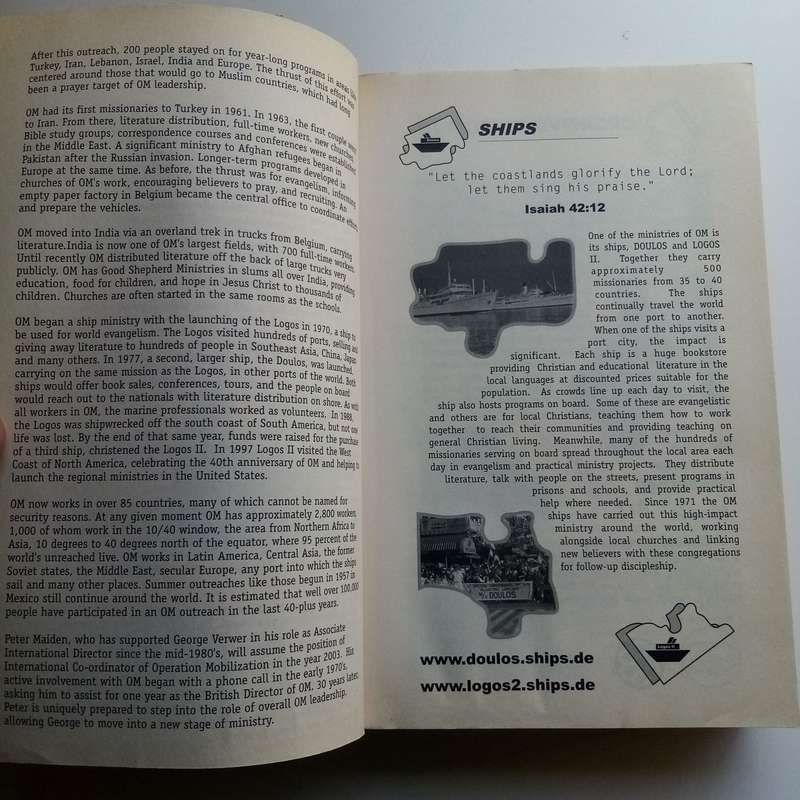 After this outreach, 200 people stayed on for year-long programs in areas like
Turkey, Iran, Lebanon, Israel, India and Europe. The thrust of this effort was
centered around those that would go to Muslim countries, which had long
been a prayer target of OM leadership.
OM had its first missionaries to Turkey in 1961. In 1963, the first couple went
to Iran. From there, literature distribution, full-time workers, new churches,
Bible study groups, correspondence courses and conferences were established
in the Middle East. A significant ministry to Afghan refugees began in
Pakistan after the Russian invasion. Longer-term programs developed in
Europe at the same time. As before, the thrust was for evangelism, informing
churches of OM's work, encouraging believers to pray, and recruiting. An
empty paper factory in Belgium became the central office to coordinate efforts
and prepare the vehicles.
OM moved into India via an overland trek in trucks from Belgium, carrying
literature.India is now one of OM's largest fields, with 700 full-time workers.
Until recently OM distributed literature off the back of large trucks very
publicly. OM has Good Shepherd Ministries in slums all over India, providing
education, food for children, and hope in Jesus Christ to thousands of
children. Churches are often started in the same rooms as the schools.
OM began a ship ministry with the launching of the Logos in 1970, a ship to
be used for world evangelism. The Logos visited hundreds of ports, selling and
giving away literature to hundreds of people in Southeast Asia, China, Japan
and many others. In 1977, a second, larger ship, the Doulos, was launched,
carrying on the same mission as the Logos, in other ports of the world. Both
ships would offer book sales, conferences, tours, and the people on board
would reach out to the nationals with literature distribution on shore. As with
all workers in OM, the marine professionals worked as volunteers. In 1988,
the Logos was shipwrecked off the south coast of South America, but not one
life was lost. By the end of that same year, funds were raised for the purchase
of a third ship, christened the Logos II. In 1997 Logos II visited the West
Coast of North America, celebrating the 40th anniversary of OM and helping to
launch the regional ministries in the United States.
OM now works in over 85 countries, many of which cannot be named for
security reasons. At any given moment OM has approximately 2,800 workers,
1,000 of whom work in the 10/40 window, the area from Northern Africa to
Asia, 10 degrees to 40 degrees north of the equator, where 95 percent of the
world's unreached live. OM works in Latin America, Central Asia, the former
Soviet states, the Middle East, secular Europe, any port into which the ships
sail and many other places. Summer outreaches like those begun in 1957 in
Mexico still continue around the world. It is estimated that well over 100,000
people have participated in an OM outreach in the last 40-plus years.
Peter Maiden, who has supported George Verwer in his role as Associate
International Director since the mid-1980's, will assume the position of
International Co-ordinator of Operation Mobilization in the year 2003. His
active involvement with OM began with a phone call in the early 1970's,
asking him to assist for one year as the British Director of OM. 30 years later,
Peter is uniquely prepared to step into the role of overall OM leadership,
allowing George to move into a new stage of ministry.
SHIPS
"Let the coastlands glorify the Lord;
let them sing his praise."
Isaiah 42:12
One of the ministries of OM is
its ships, DOULOS and LOGOS
II. Together they carry
approximately 500
missionaries from 35 to 40
countries. The ships
continually travel the world
from one port to another.
When one of the ships visits a
port city, the impact is
significant. Each ship is a huge bookstore
providing Christian and educational literature in the
local languages at discounted prices suitable for the
population. As crowds line up each day to visit, the
ship also hosts programs on board. Some of these are evangelistic
and others are for local Christians, teaching them how to work
together to reach their communities and providing teaching on
general Christian living. Meanwhile, many of the hundreds of
missionaries serving on board spread throughout the local area each
day in evangelism and practical ministry projects. They distribute
literature, talk with people on the streets, present programs in
prisons and schools, and provide practical
help where needed. Since 1971 the OM
ships have carried out this high-impact
ministry around the world, working
alongside local churches and linking
new believers with these congregations
for follow-up discipleship.
DOULOS
Logos II
www.doulos.ships.de
www.logos2.ships.de